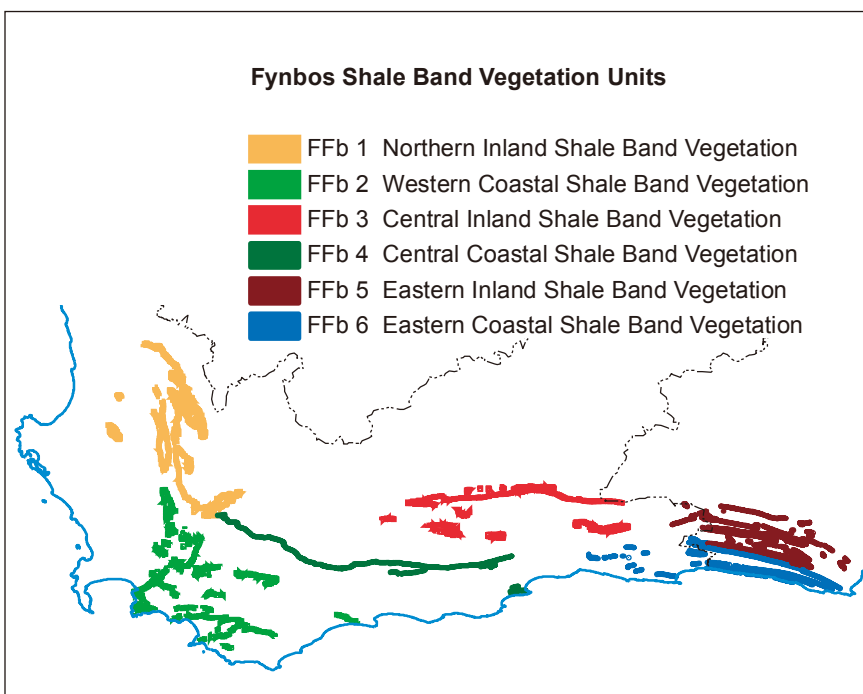 Fynbos Shale Band Vegetation Units
FFb 1 Northern Inland Shale Band Vegetation
FFb 2 Western Coastal Shale Band Vegetation
FFb 3 Central Inland Shale Band Vegetation
FFb 4 Central Coastal Shale Band Vegetation
FFb 5 Eastern Inland Shale Band Vegetation
FFb 6 Eastern Coastal Shale Band Vegetation